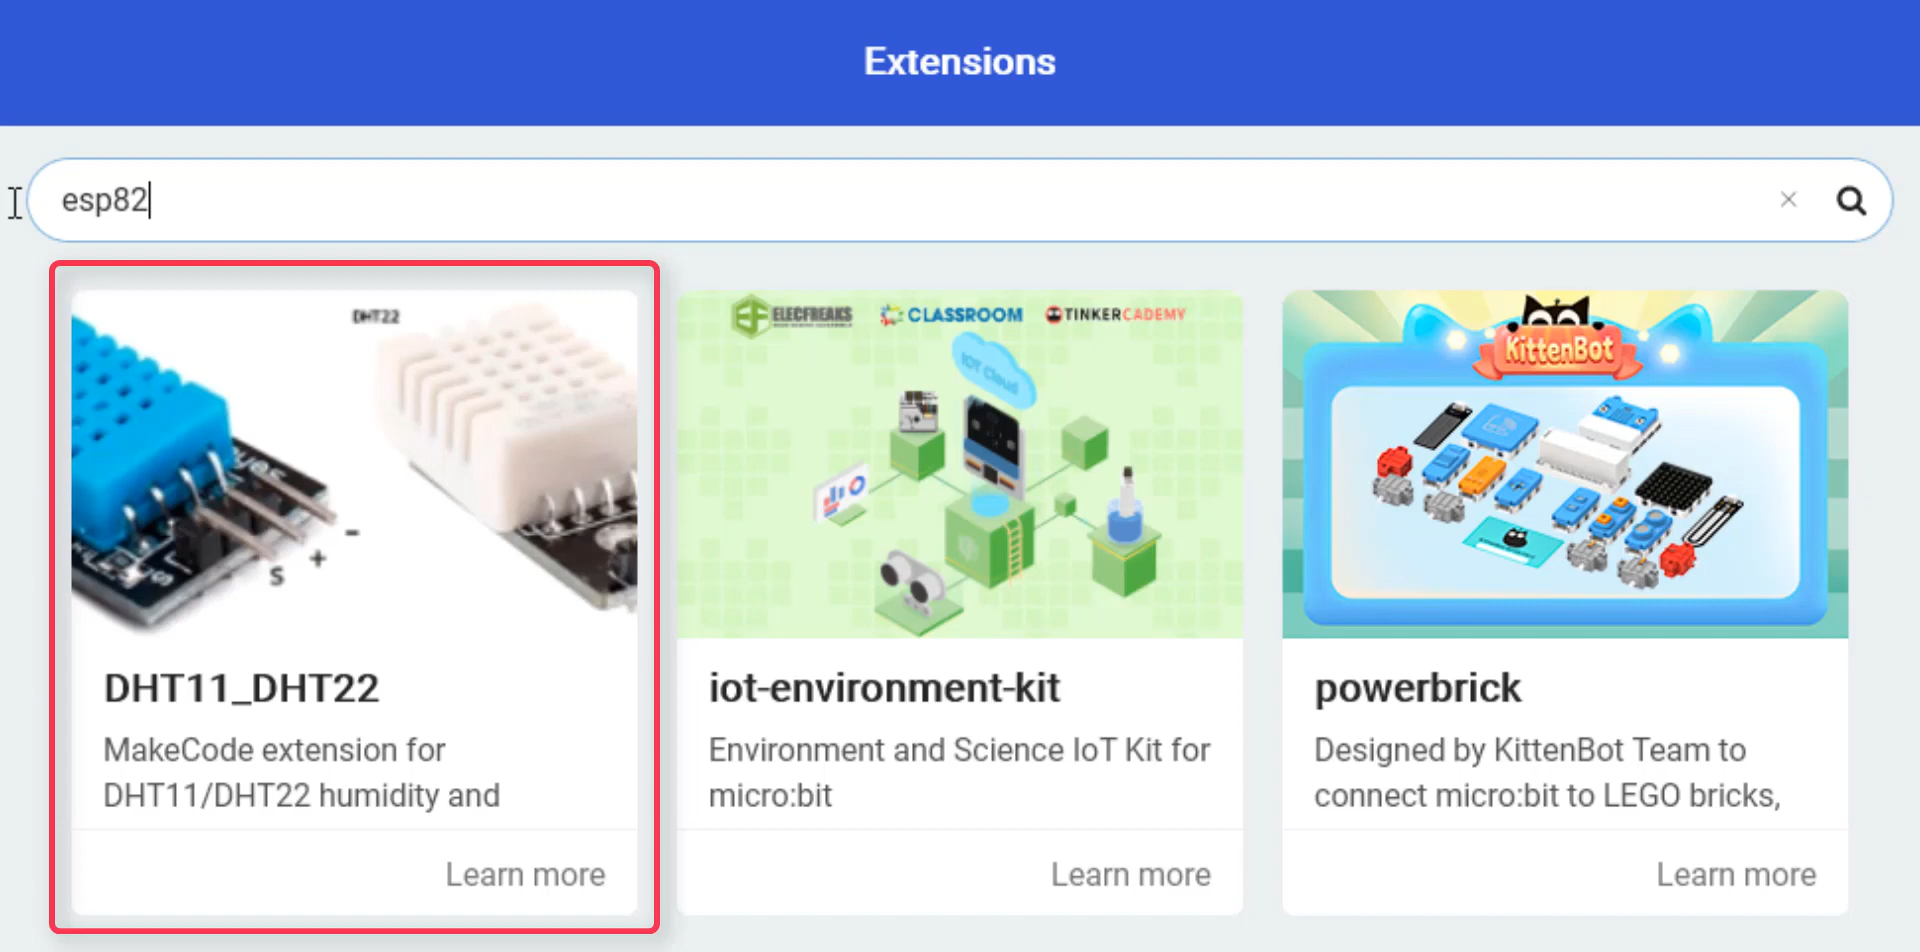 Extensions
esp82
DHT22
S + -
DHT11_DHT22
MakeCode extension for
DHT11/DHT22 humidity and
Learn more
ELECFREAKS CLASSROOM TINKERCADEMY
IOT Cloud
iot-environment-kit
Environment and Science IoT Kit for
micro:bit
Learn more
KittenBot
powerbrick
Designed by KittenBot Team to
connect micro:bit to LEGO bricks,
Learn more